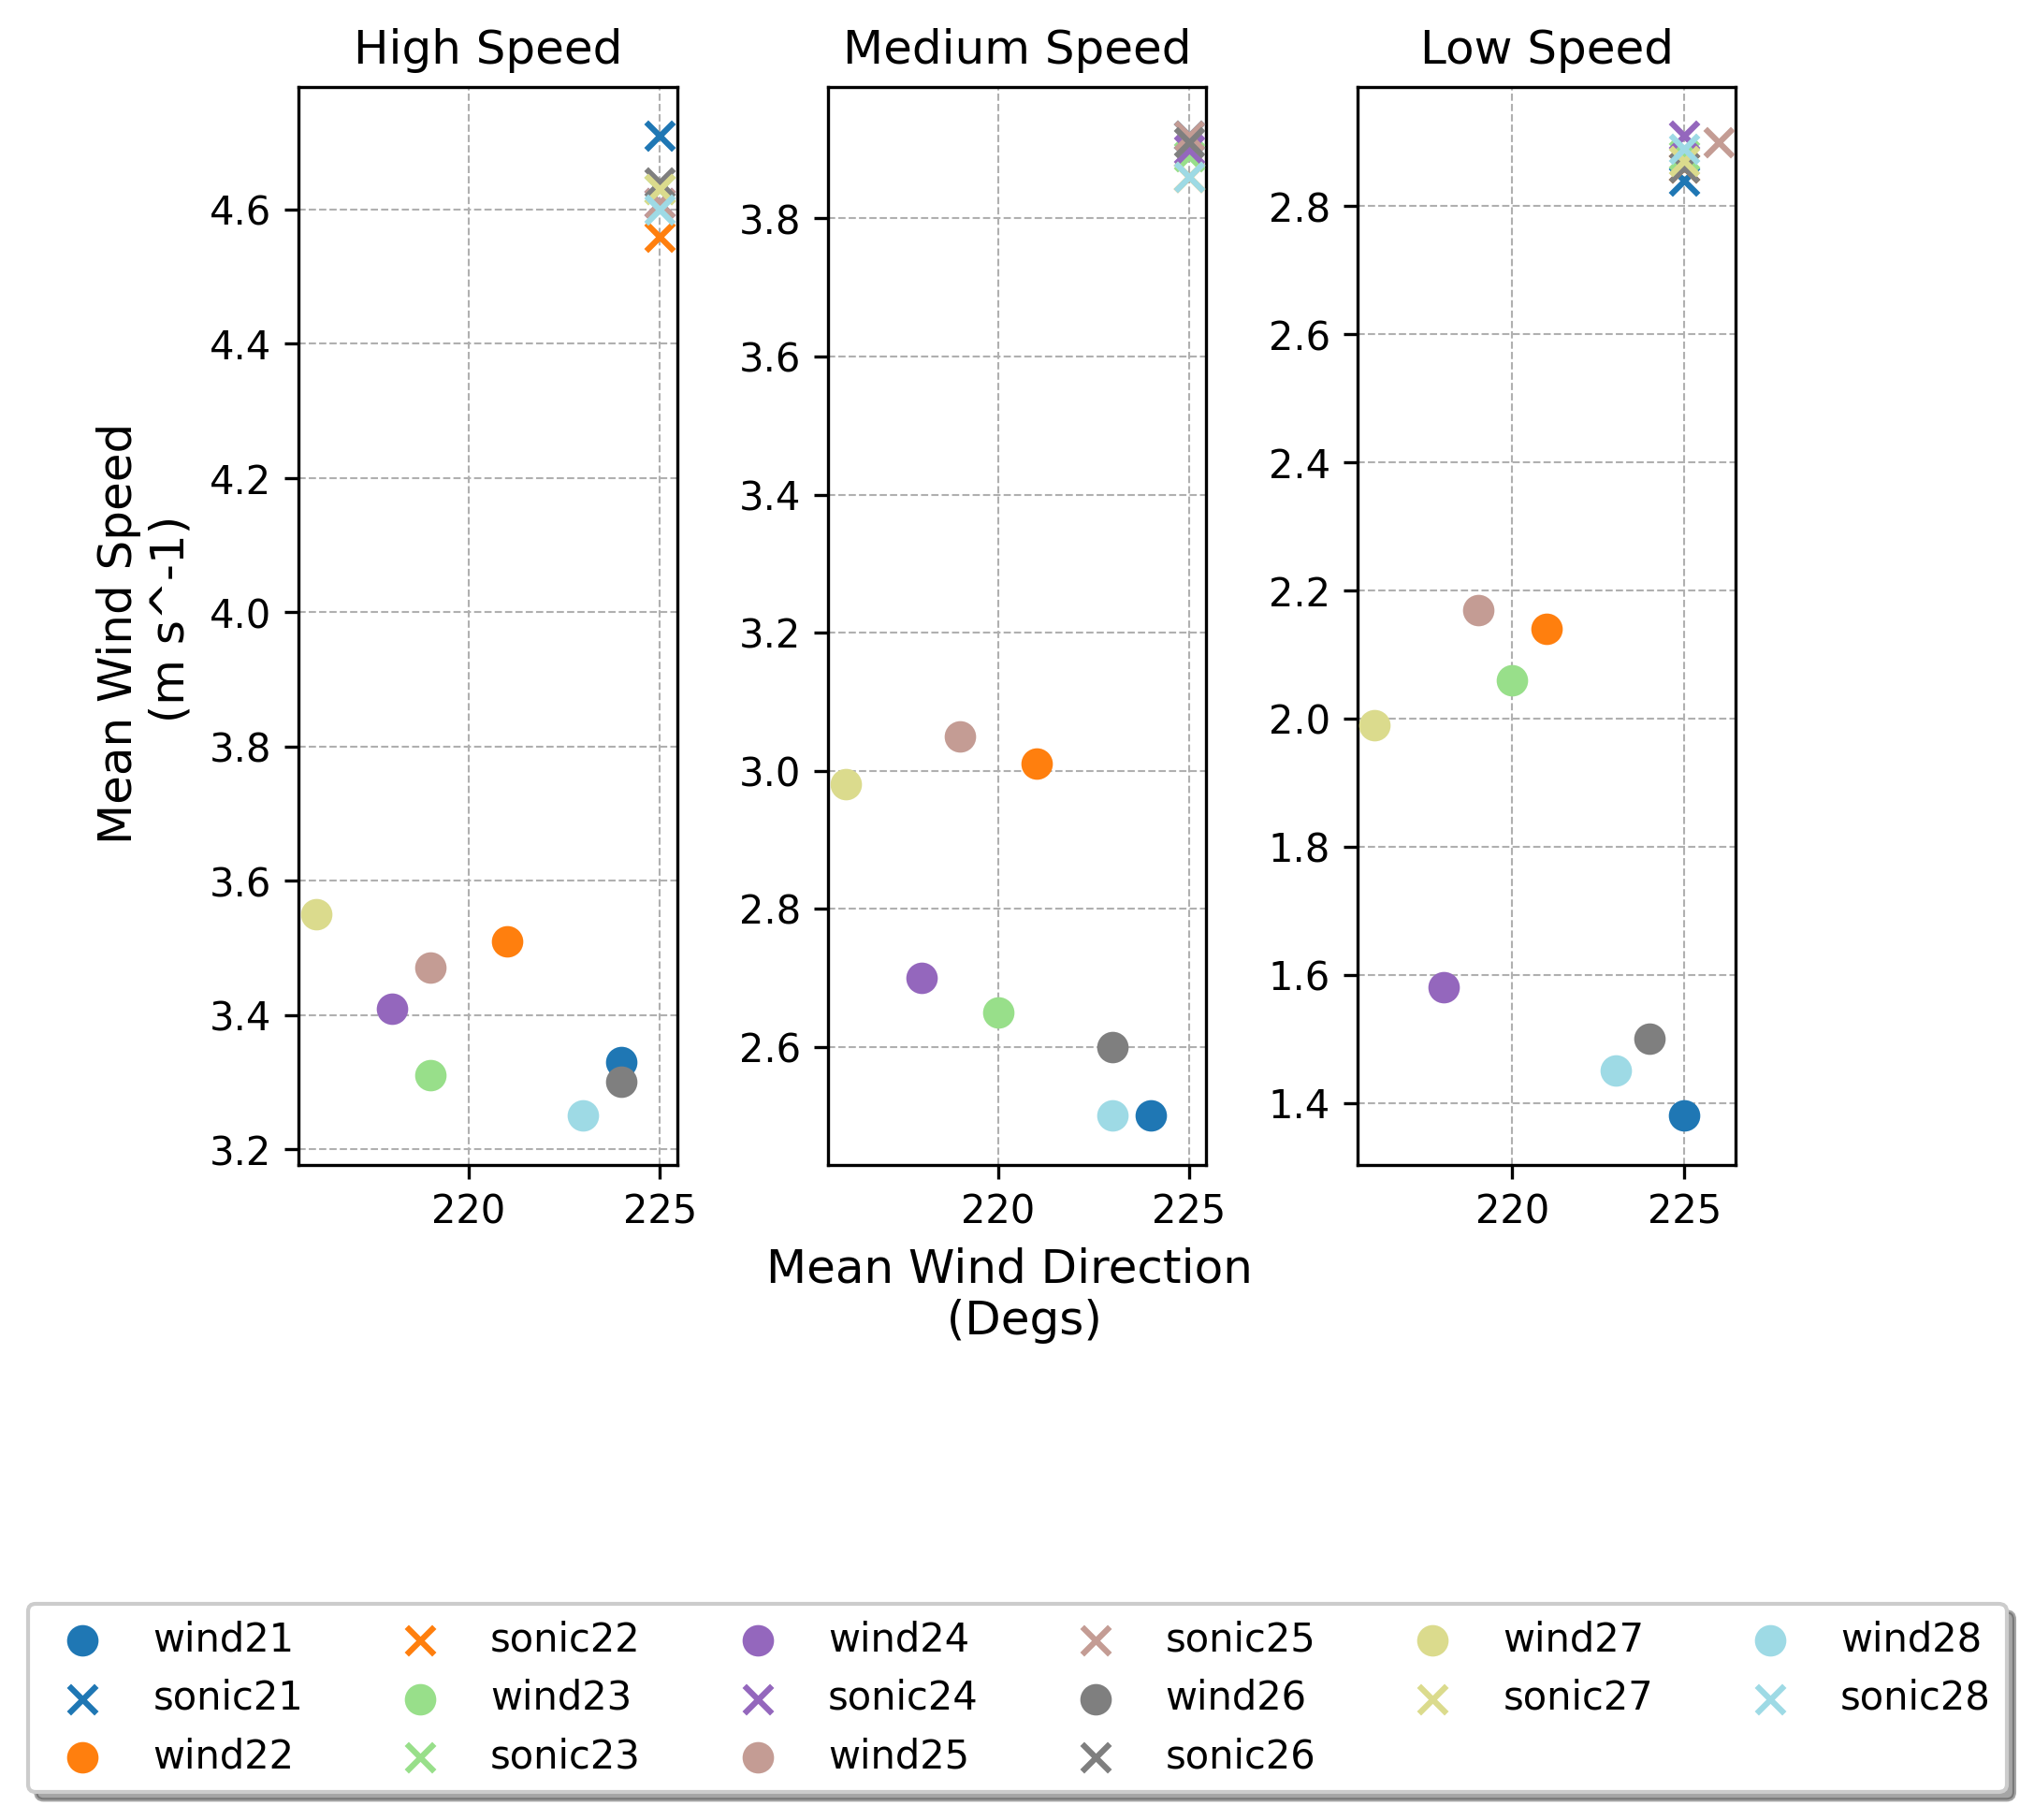 High Speed
Medium Speed
Low Speed
4.6
4.4
4.2
4.0
3.8
3.6
3.4
3.2
3.8
3.6
3.4
3.2
3.0
2.8
2.6
2.8
2.6
2.4
2.2
2.0
1.8
1.6
1.4
Mean Wind Speed
(m s^-1)
220 225
220 225
220 225
Mean Wind Direction
(Degs)
wind21
sonic21
wind22
sonic22
wind23
sonic23
wind24
sonic24
wind25
sonic25
wind26
sonic26
wind27
sonic27
wind28
sonic28